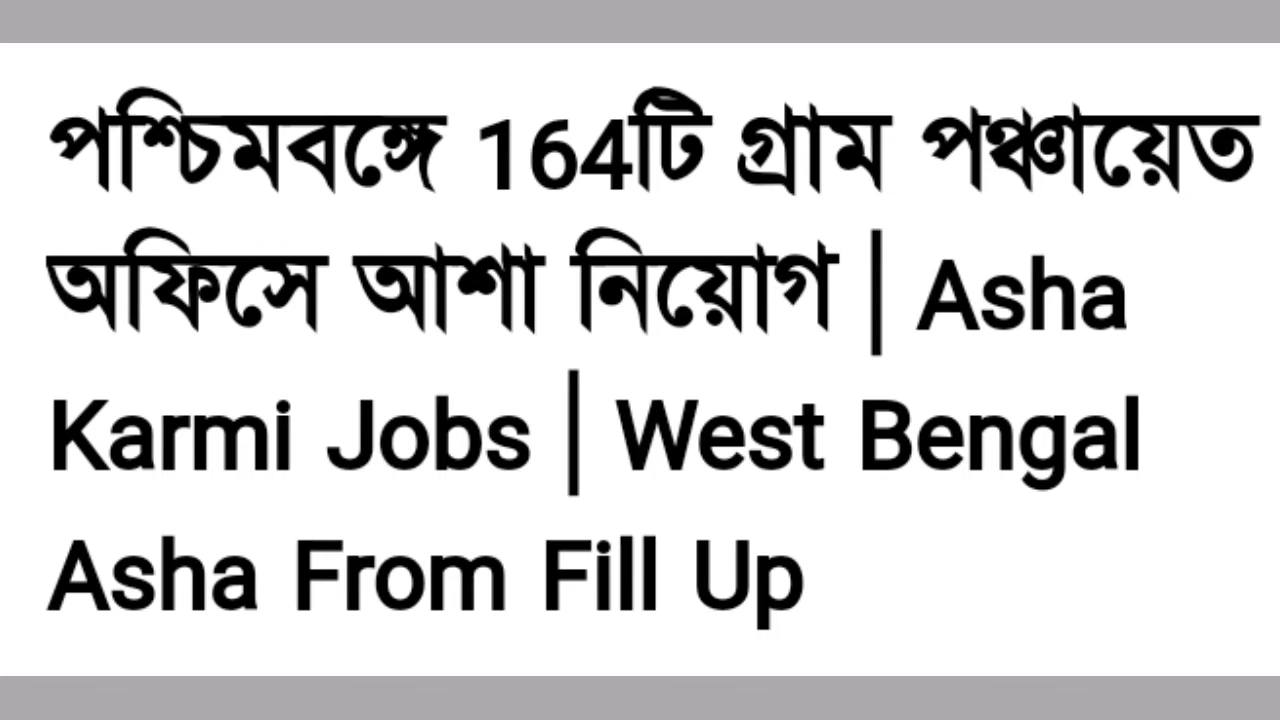 পশ্চিমবঙ্গে 164টি গ্রাম পঞ্চায়েত
অফিসে আশা নিয়োগ | Asha
Karmi Jobs | West Bengal
Asha From Fill Up